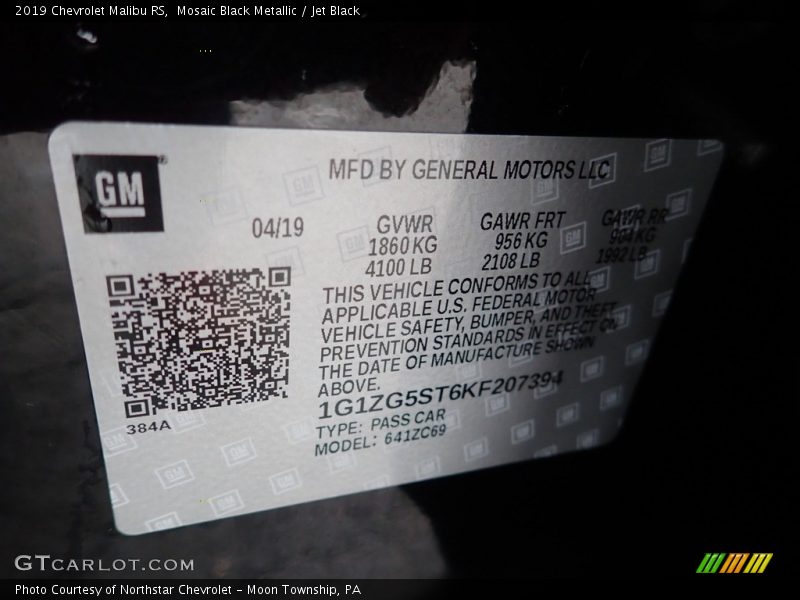 2019 Chevrolet Malibu RS, Mosaic Black Metallic / Jet Black
GM
MFD BY GENERAL MOTORS LLC
04/19
GVWR
1860 KG
4100 LB
GAWR FRT
956 KG
2108 LB
GAWR RR
904 KG
1992 LB
THIS VEHICLE CONFORMS TO ALL
APPLICABLE U.S. FEDERAL MOTOR
VEHICLE SAFETY, BUMPER, AND THEFT
PREVENTION STANDARDS IN EFFECT ON
THE DATE OF MANUFACTURE SHOWN
ABOVE.
384A
1G1ZG5ST6KF207394
TYPE: PASS CAR
MODEL: 641ZC69
GTCARLOT.COM
Photo Courtesy of Northstar Chevrolet - Moon Township, PA